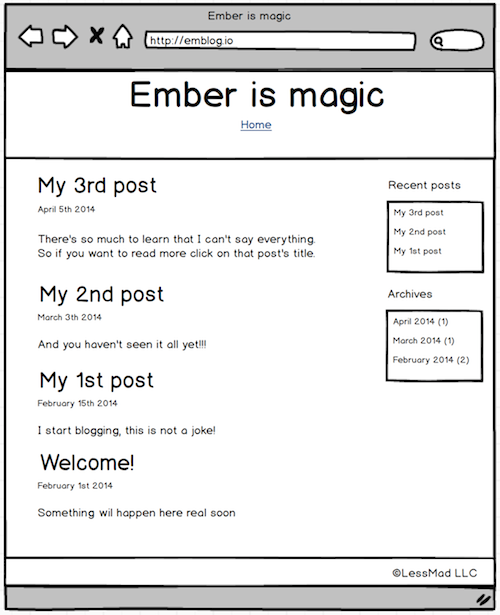 Ember is magic
http://emblog.io
Ember is magic
Home
My 3rd post
April 5th 2014
There's so much to learn that I can't say everything.
So if you want to read more click on that post's title.
My 2nd post
March 3th 2014
And you haven't seen it all yet!!!
My 1st post
February 15th 2014
I start blogging, this is not a joke!
Welcome!
February 1st 2014
Something wil happen here real soon
Recent posts
My 3rd post
My 2nd post
My 1st post
Archives
April 2014 (1)
March 2014 (1)
February 2014 (2)
©LessMad LLC